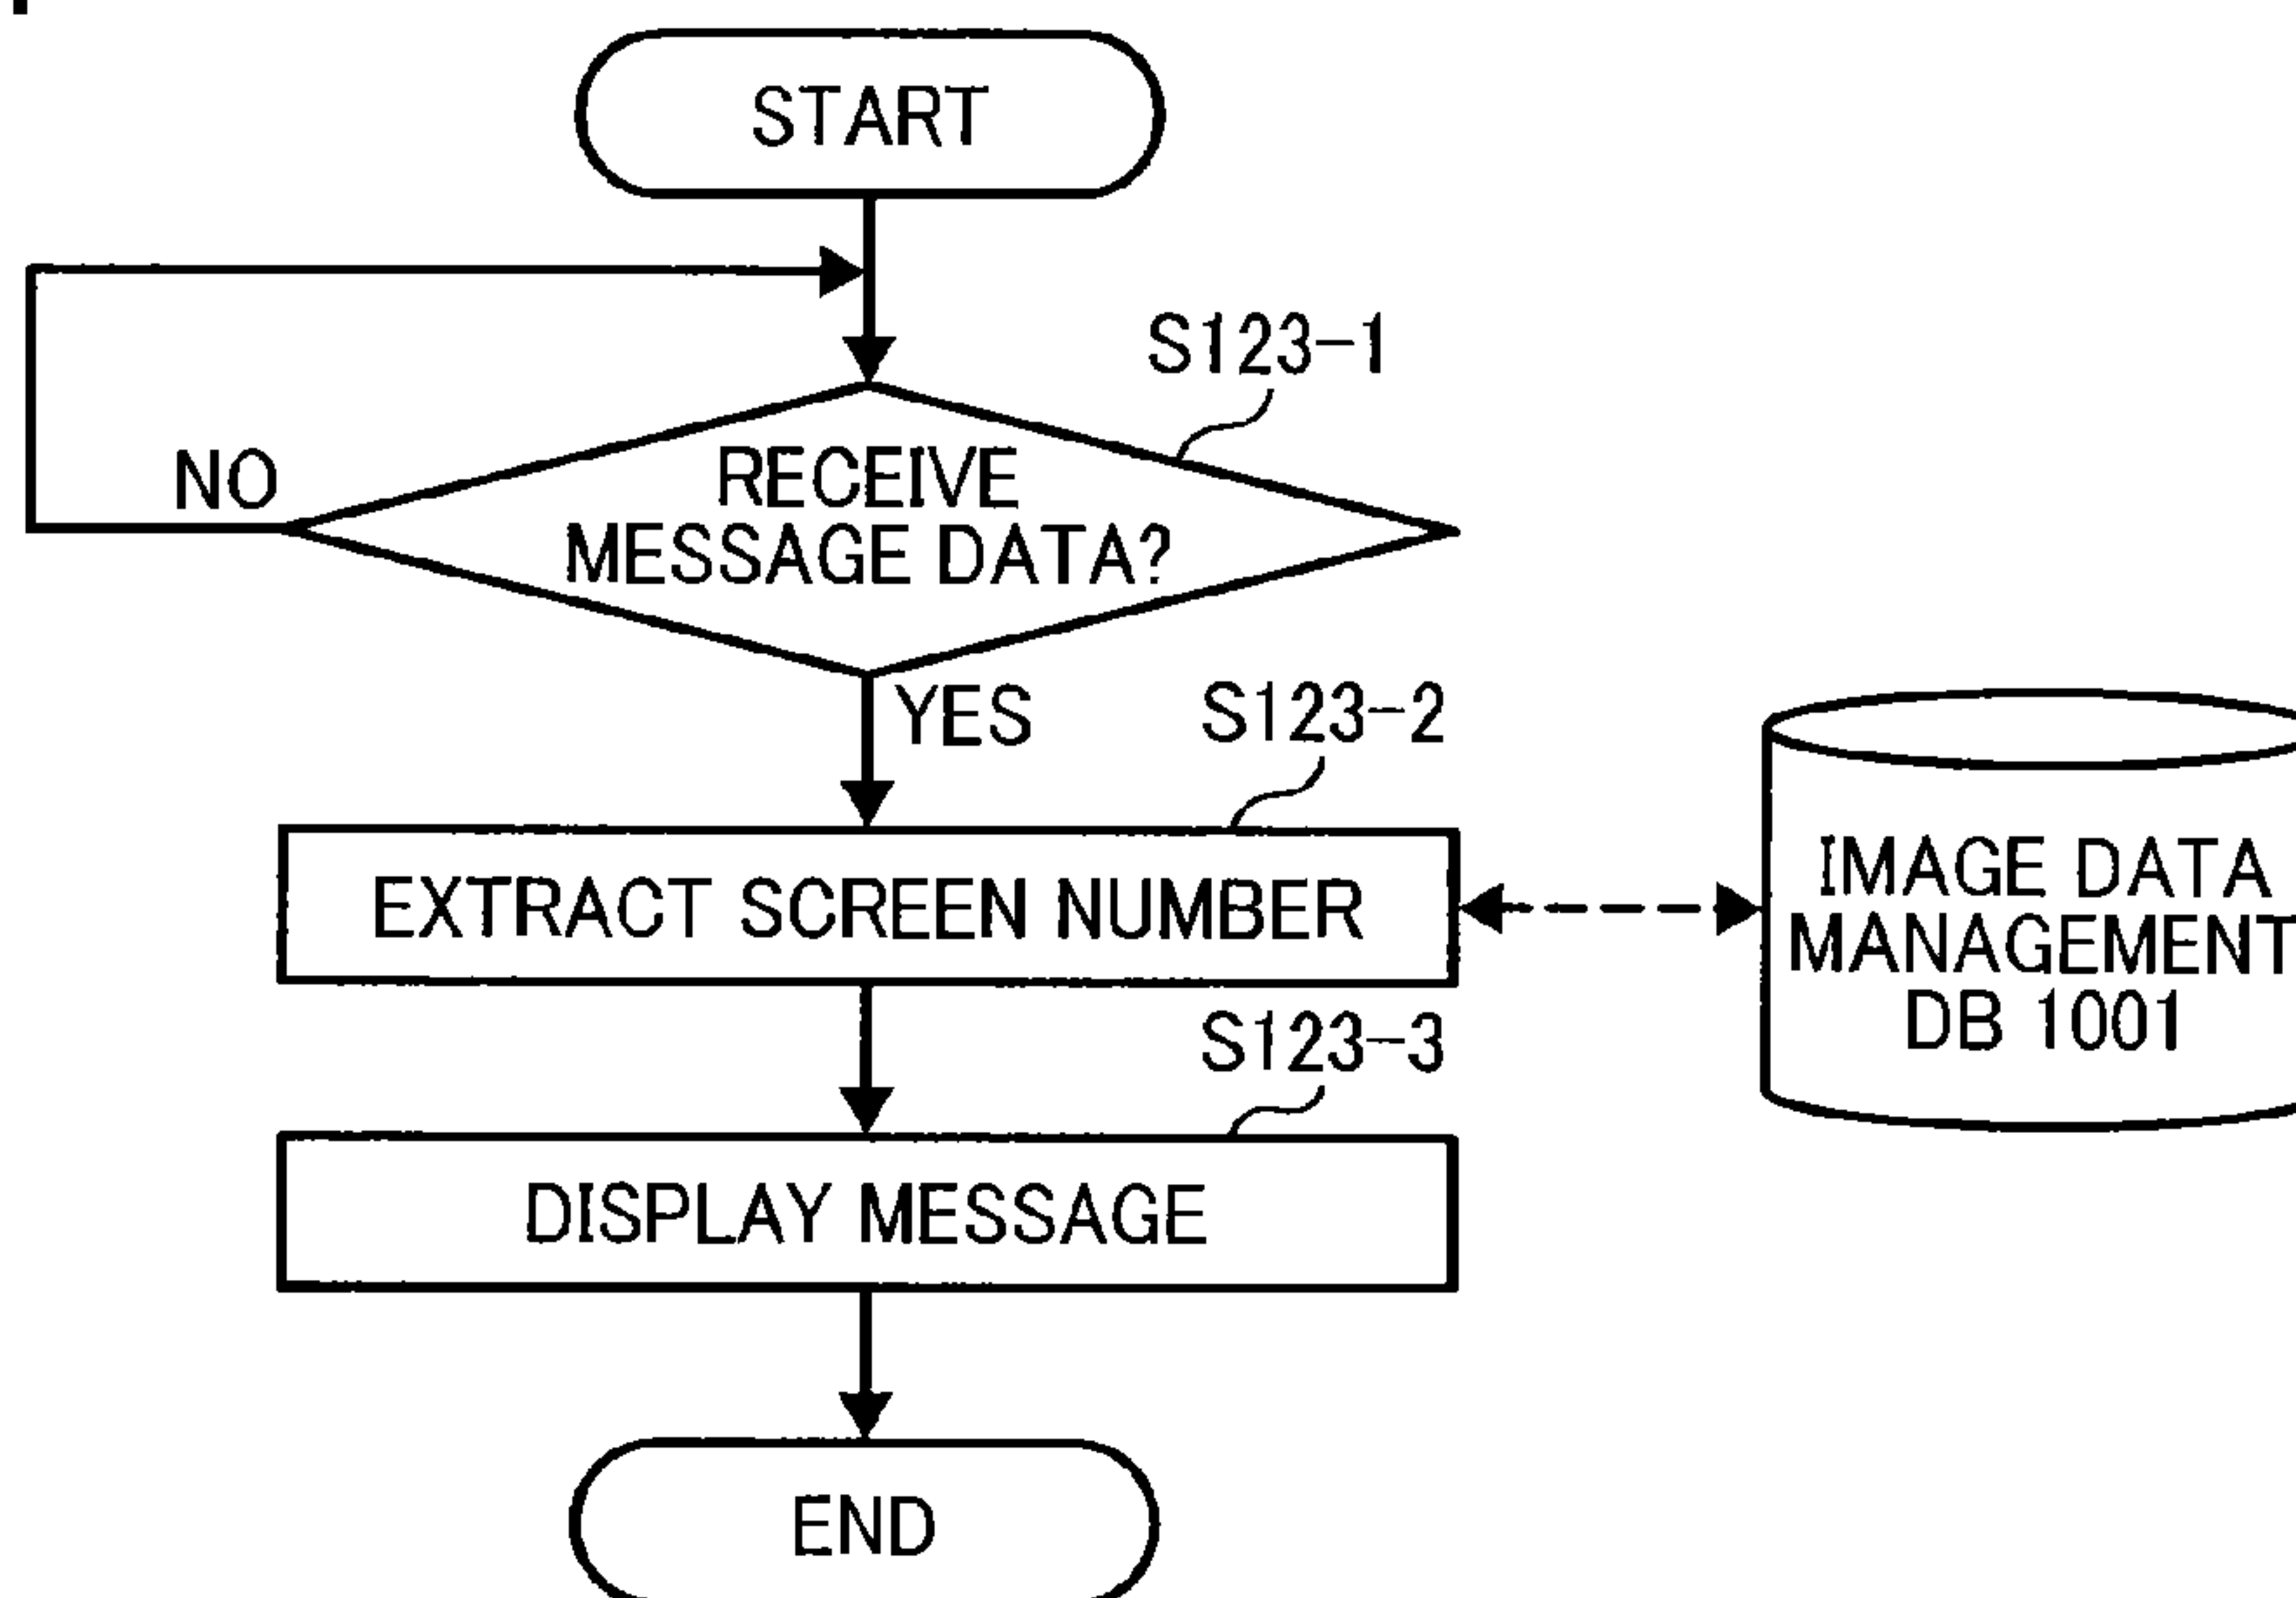 START
S123-1
RECEIVE
MESSAGE DATA?
NO
YES
S123-2
EXTRACT SCREEN NUMBER
IMAGE DATA
MANAGEMENT
DB 1001
S123-3
DISPLAY MESSAGE
END